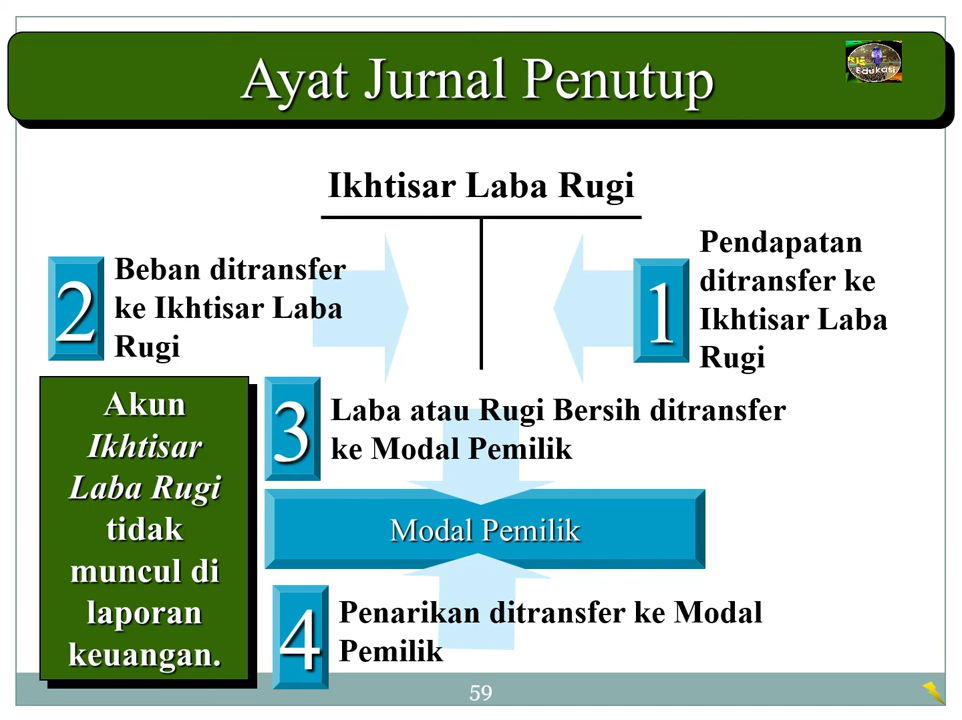 Ayat Jurnal Penutup
Edukasi
Ikhtisar Laba Rugi
1
Pendapatan
ditransfer ke
Ikhtisar Laba
Rugi
2
Beban ditransfer
ke Ikhtisar Laba
Rugi
3
Laba atau Rugi Bersih ditransfer
ke Modal Pemilik
Akun
Ikhtisar
Laba Rugi
tidak
muncul di
laporan
keuangan.
Modal Pemilik
4
Penarikan ditransfer ke Modal
Pemilik
59